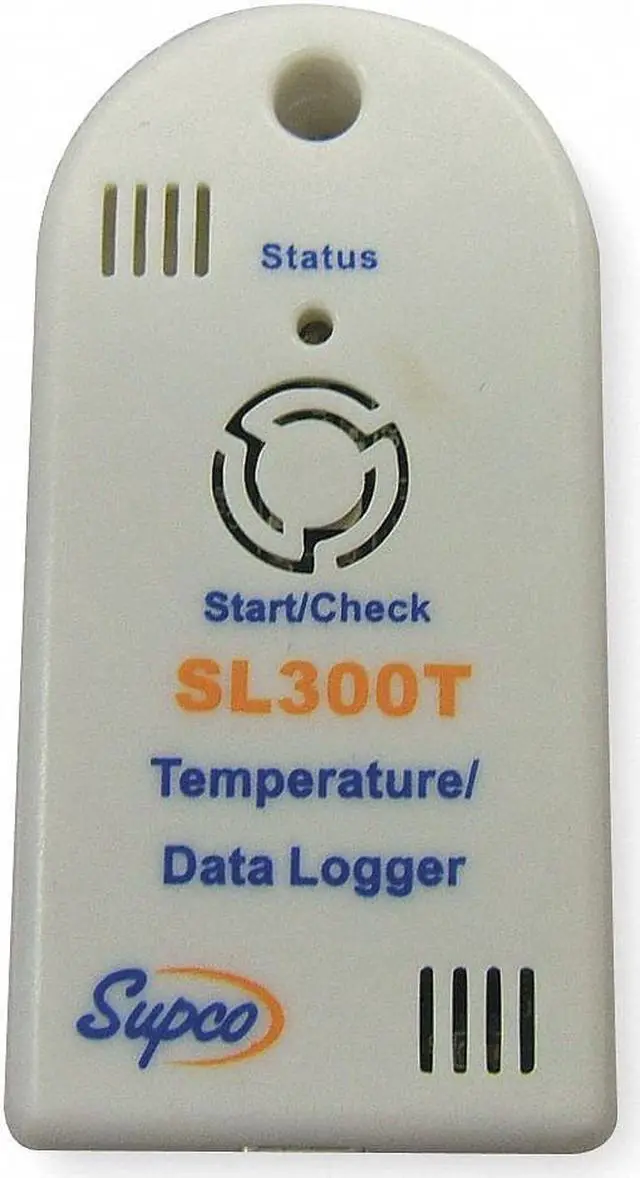 Status
Start/Check
SL300T
Temperature/
Data Logger
Supco